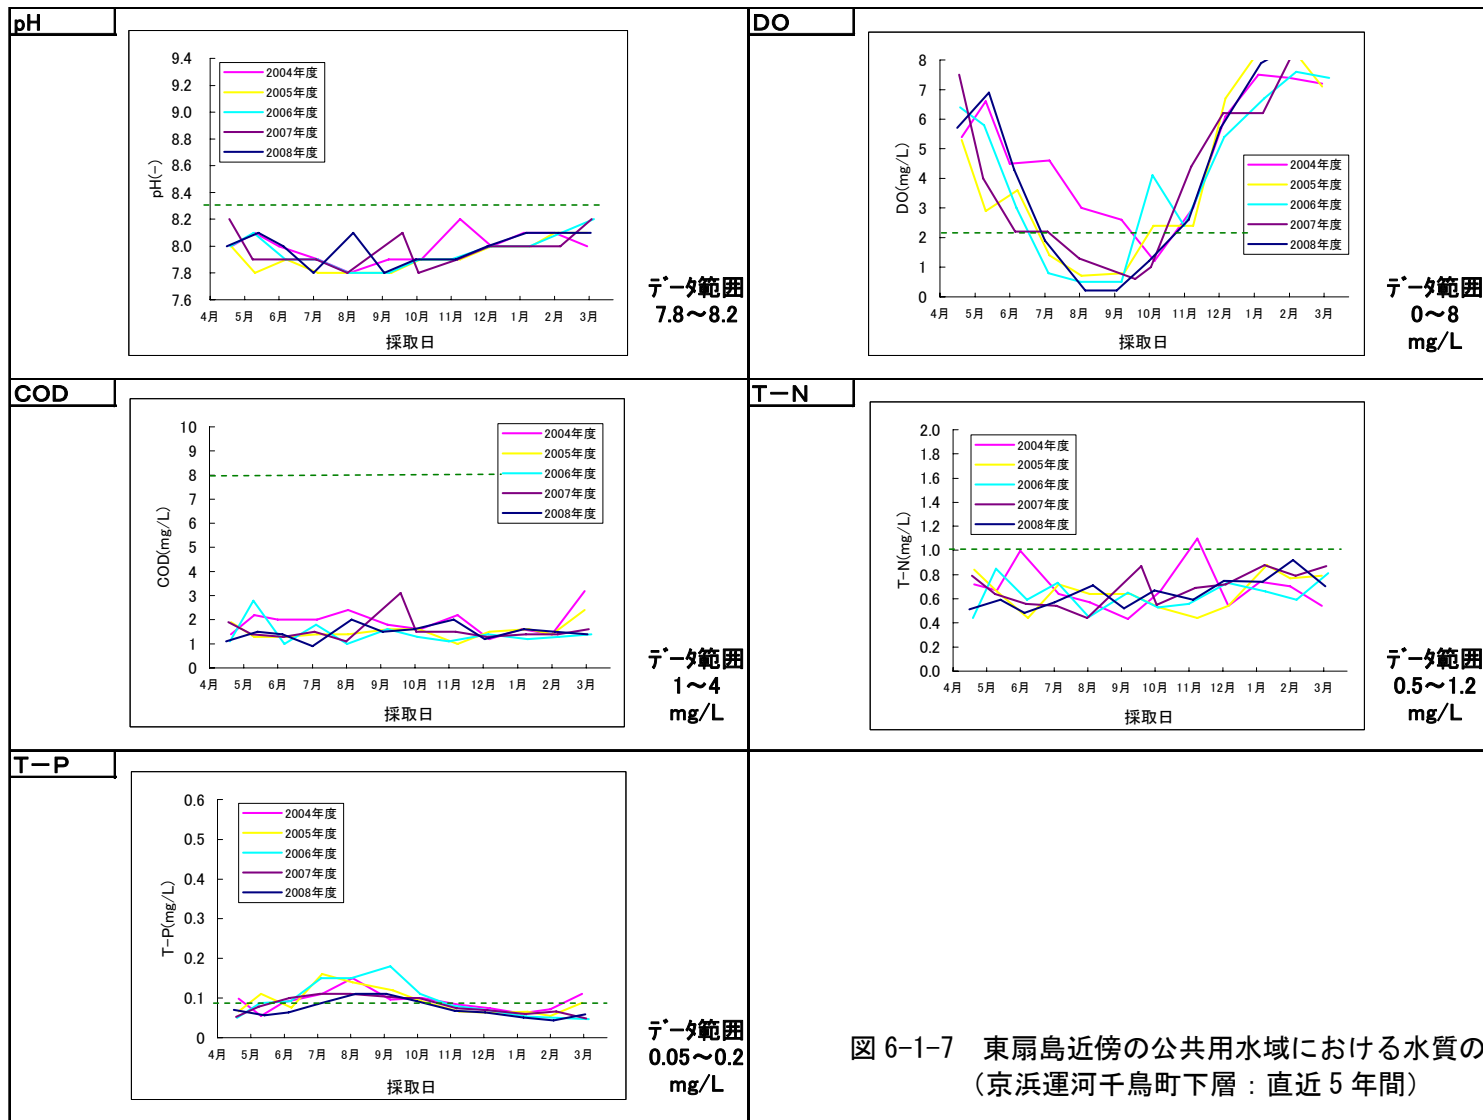 pH
9.4
9.2
9.0
8.8
8.6
8.4
8.2
8.0
7.8
7.6
pH(-)
2004年度
2005年度
2006年度
2007年度
2008年度
4月 5月 6月 7月 8月 9月 10月 11月 12月 1月 2月 3月
採取日
データ範囲
7.8～8.2
DO
8
7
6
5
4
3
2
1
0
DO(mg/L)
2004年度
2005年度
2006年度
2007年度
2008年度
4月 5月 6月 7月 8月 9月 10月 11月 12月 1月 2月 3月
採取日
データ範囲
0～8
mg/L
COD
10
9
8
7
6
5
4
3
2
1
0
COD(mg/L)
2004年度
2005年度
2006年度
2007年度
2008年度
4月 5月 6月 7月 8月 9月 10月 11月 12月 1月 2月 3月
採取日
データ範囲
1～4
mg/L
T－N
2.0
1.8
1.6
1.4
1.2
1.0
0.8
0.6
0.4
0.2
0.0
T-N(mg/L)
2004年度
2005年度
2006年度
2007年度
2008年度
4月 5月 6月 7月 8月 9月 10月 11月 12月 1月 2月 3月
採取日
データ範囲
0.5～1.2
mg/L
T－P
0.6
0.5
0.4
0.3
0.2
0.1
0
T-P(mg/L)
2004年度
2005年度
2006年度
2007年度
2008年度
4月 5月 6月 7月 8月 9月 10月 11月 12月 1月 2月 3月
採取日
データ範囲
0.05～0.2
mg/L
図 6-1-7 東扇島近傍の公共用水域における水質の
（京浜運河千鳥町下層：直近 5 年間）